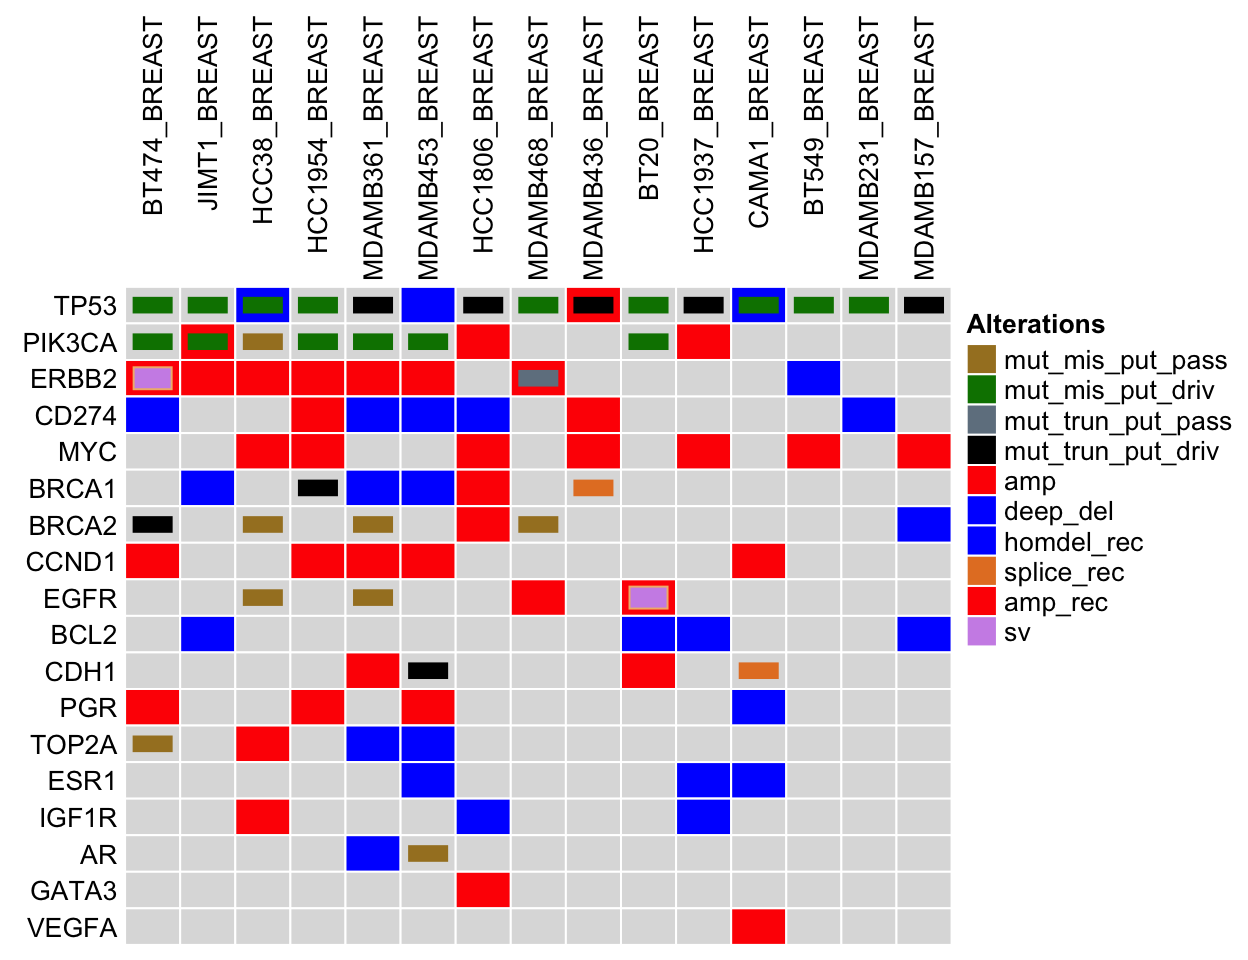 BT474_BREAST
JIMT1_BREAST
HCC38_BREAST
HCC1954_BREAST
MDAMB361_BREAST
MDAMB453_BREAST
HCC1806_BREAST
MDAMB468_BREAST
MDAMB436_BREAST
BT20_BREAST
HCC1937_BREAST
CAMA1_BREAST
BT549_BREAST
MDAMB231_BREAST
MDAMB157_BREAST
TP53
PIK3CA
ERBB2
CD274
MYC
BRCA1
BRCA2
CCND1
EGFR
BCL2
CDH1
PGR
TOP2A
ESR1
IGF1R
AR
GATA3
VEGFA
Alterations
mut_mis_put_pass
mut_mis_put_driv
mut_trun_put_pass
mut_trun_put_driv
amp
deep_del
homdel_rec
splice_rec
amp_rec
sv